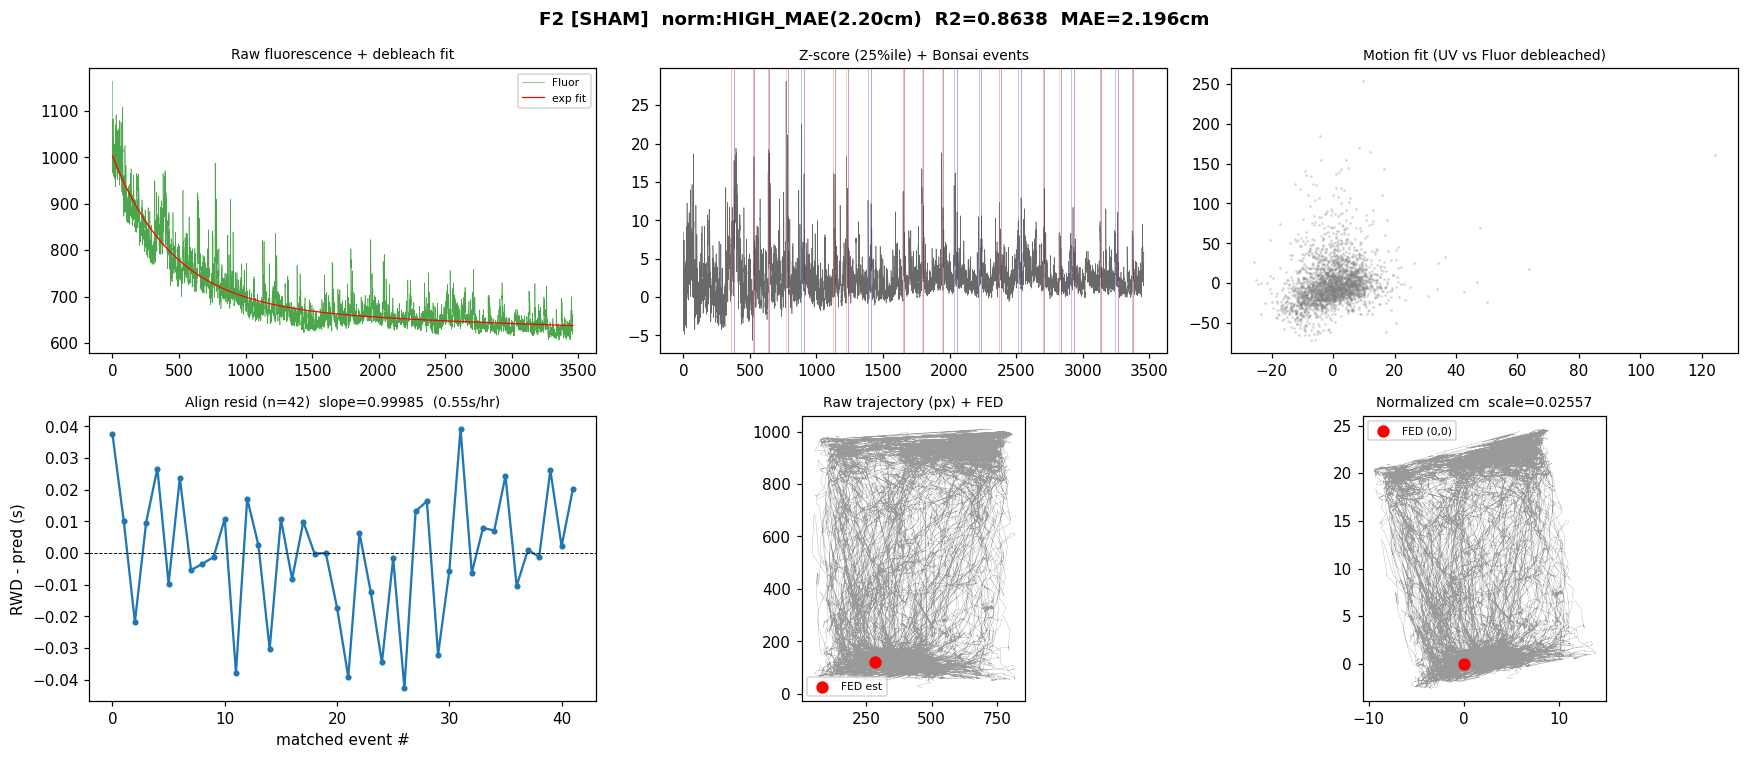 F2 [SHAM]  norm:HIGH_MAE(2.20cm)  R2=0.8638  MAE=2.196cm
Raw fluorescence + debleach fit
Fluor
exp fit
1100
1000
900
800
700
600
0 500 1000 1500 2000 2500 3000 3500
Z-score (25%ile) + Bonsai events
25
20
15
10
5
0
−5
0 500 1000 1500 2000 2500 3000 3500
Motion fit (UV vs Fluor debleached)
250
200
150
100
50
0
−50
−20 0 20 40 60 80 100 120
Align resid (n=42)  slope=0.99985  (0.55s/hr)
RWD - pred (s)
0.04
0.03
0.02
0.01
0.00
−0.01
−0.02
−0.03
−0.04
0 10 20 30 40
matched event #
Raw trajectory (px) + FED
1000
800
600
400
200
0
FED est
250 500 750
Normalized cm  scale=0.02557
FED (0,0)
25
20
15
10
5
0
−10 0 10